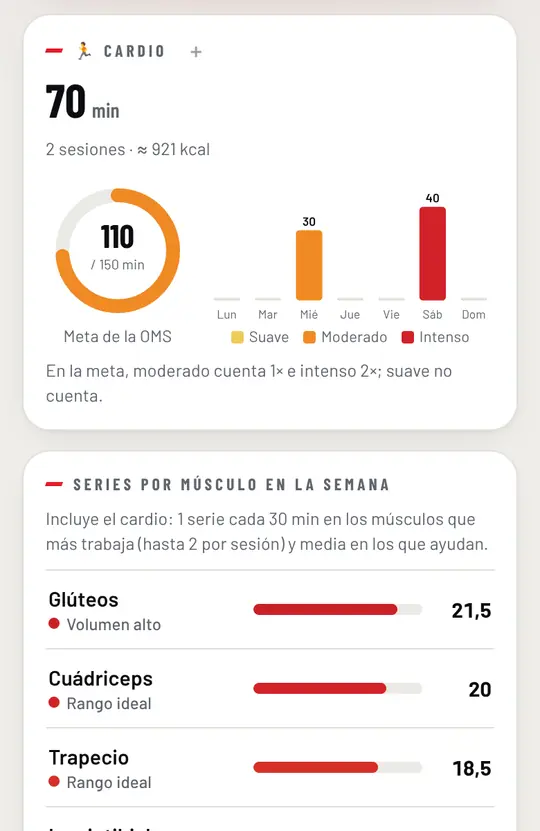 CARDIO +
70 min
2 sesiones · ≈ 921 kcal
110
/ 150 min
Meta de la OMS
30
40
Lun Mar Mié Jue Vie Sáb Dom
Suave Moderado Intenso
En la meta, moderado cuenta 1× e intenso 2×; suave no
cuenta.
SERIES POR MÚSCULO EN LA SEMANA
Incluye el cardio: 1 serie cada 30 min en los músculos que
más trabaja (hasta 2 por sesión) y media en los que ayudan.
Glúteos
Volumen alto
21,5
Cuádriceps
Rango ideal
20
Trapecio
Rango ideal
18,5